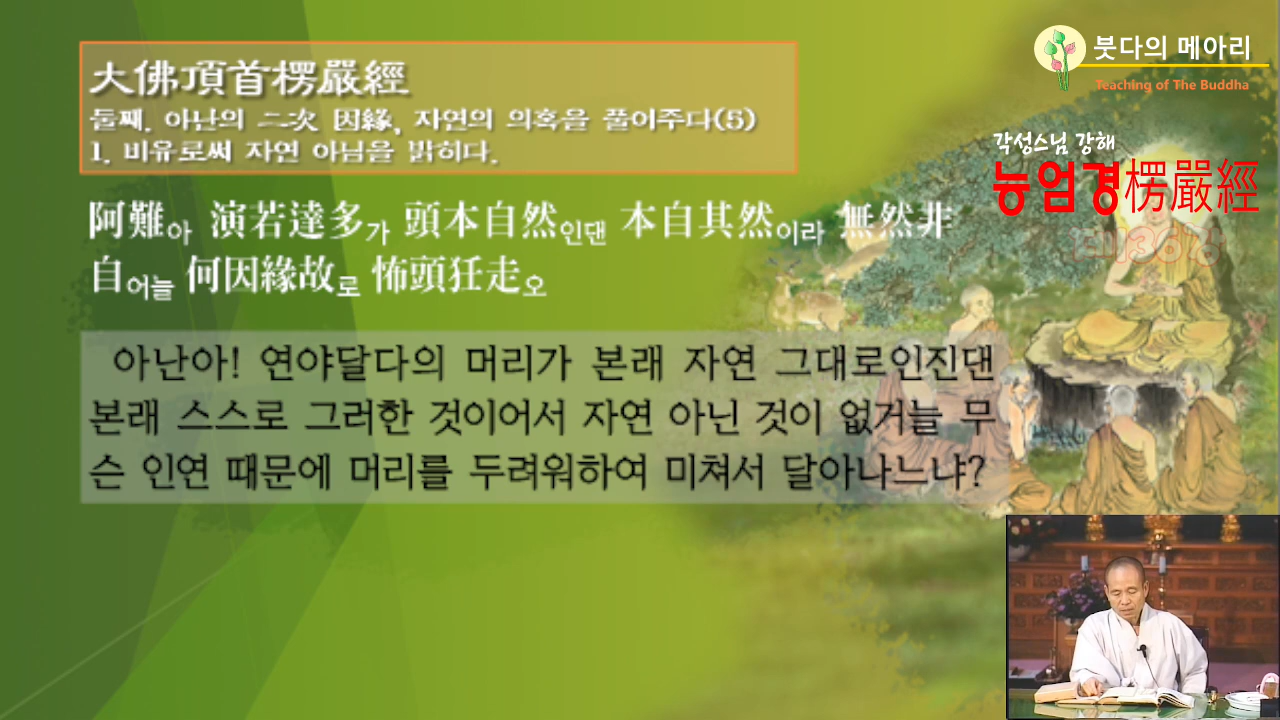 大佛頂首楞嚴經
둘째. 아난의 二次 因緣, 자연의 의혹을 풀어주다(5)
1. 비유로써 자연 아님을 밝히다.
阿難아 演若達多가 頭本自然인댄 本自其然이라 無然非
自어늘 何因緣故로 怖頭狂走오
아난아! 연야달다의 머리가 본래 자연 그대로인진댄
본래 스스로 그러한 것이어서 자연 아닌 것이 없거늘 무
슨 인연 때문에 머리를 두려워하여 미쳐서 달아나느냐?
붓다의 메아리
Teaching of The Buddha
각성스님 강해
능엄경楞嚴經
제136강